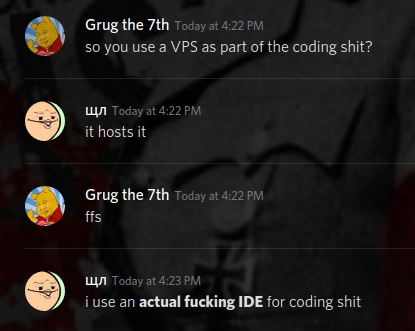 Grug the 7th Today at 4:22 PM
so you use a VPS as part of the coding shit?
щл Today at 4:22 PM
it hosts it
Grug the 7th Today at 4:22 PM
ffs
щл Today at 4:23 PM
i use an actual fucking IDE for coding shit